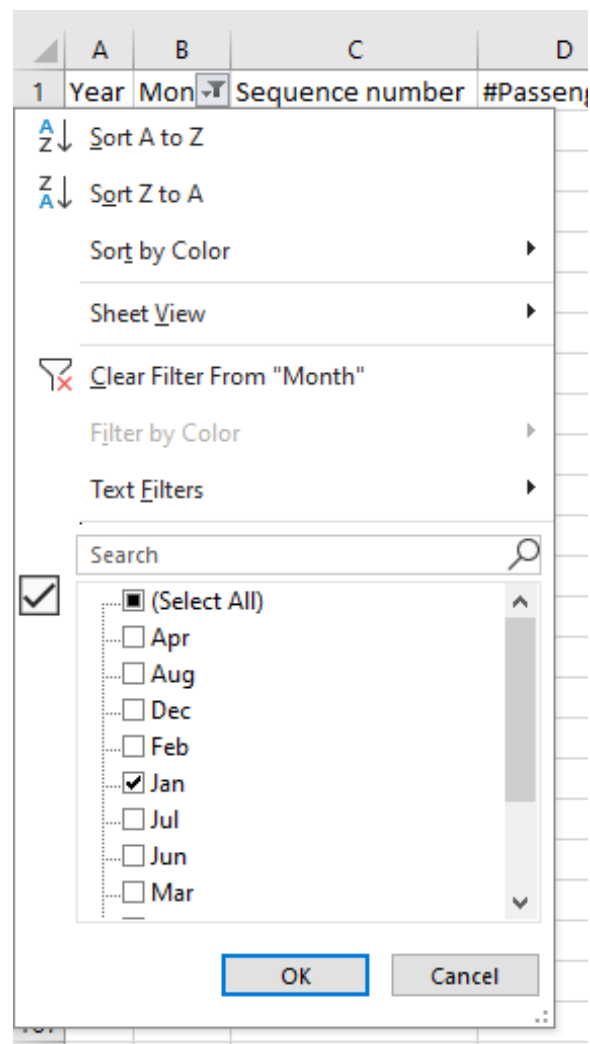 A B C D
1 Year Mon Sequence number #Passen
Sort A to Z
Sort Z to A
Sort by Color
Sheet View
Clear Filter From "Month"
Filter by Color
Text Filters
Search
(Select All)
Apr
Aug
Dec
Feb
Jan
Jul
Jun
Mar
OK Cancel